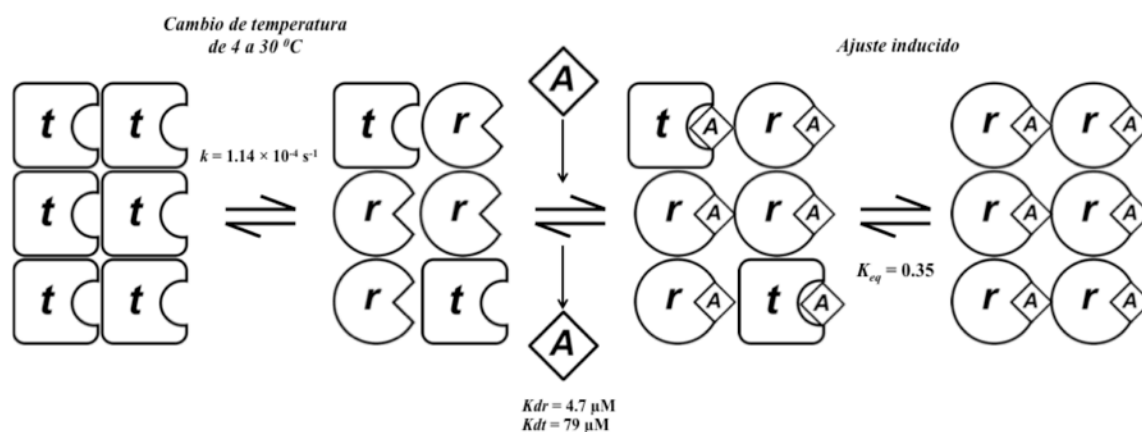 Cambio de temperatura
de 4 a 30 ⁰C
Ajuste inducido
A
t t
t r
t A r A
r A r A
k = 1.14 × 10⁻⁴ s⁻¹
t t
r r
r A r A
r A r A
Keq = 0.35
t t
r t
r A t A
r A r A
A
Kdr = 4.7 µM
Kdt = 79 µM